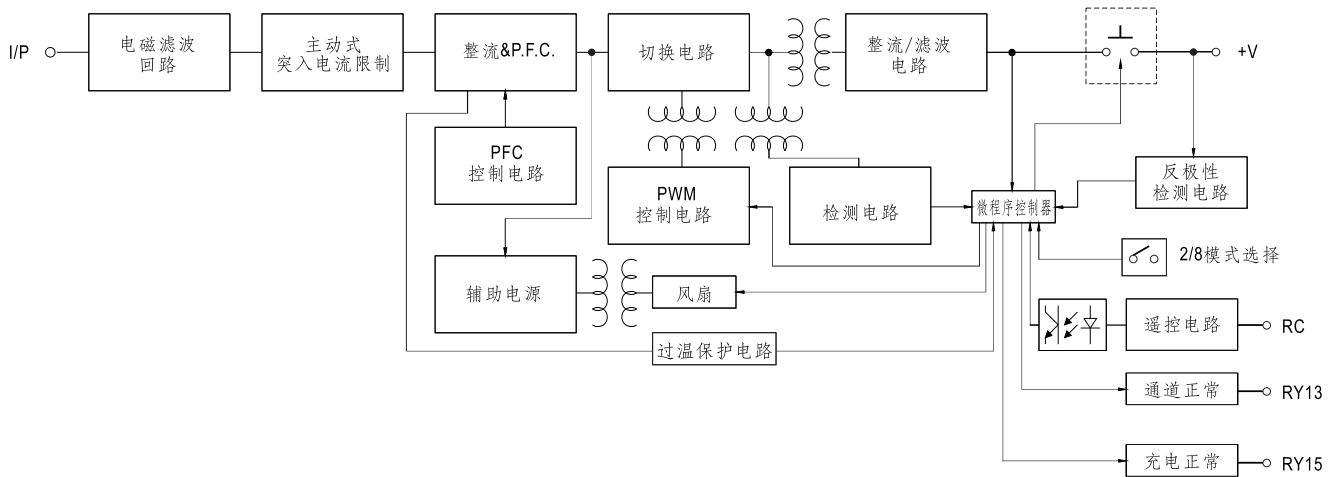 I/P
电磁滤波
回路
主动式
突入电流限制
整流&P.F.C.
切换电路
整流/滤波
电路
+V
PFC
控制电路
PWM
控制电路
检测电路
微程序控制器
反极性
检测电路
2/8模式选择
辅助电源
风扇
过温保护电路
遥控电路
RC
通道正常
RY13
充电正常
RY15